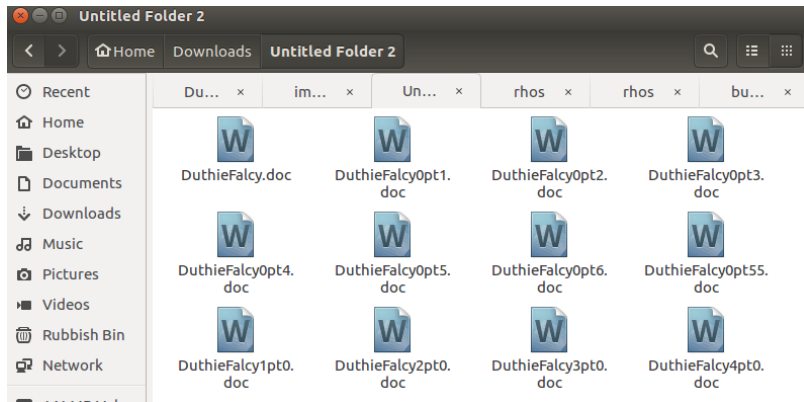 Untitled Folder 2
Home Downloads Untitled Folder 2
Recent
Home
Desktop
Documents
Downloads
Music
Pictures
Videos
Rubbish Bin
Network
Du... × im... × Un... × rhos × rhos × bu... ×
W W W W
DuthieFalcy.doc DuthieFalcy0pt1. DuthieFalcy0pt2. DuthieFalcy0pt3.
doc doc doc
W W W W
DuthieFalcy0pt4. DuthieFalcy0pt5. DuthieFalcy0pt6. DuthieFalcy0pt55.
doc doc doc doc
W W W W
DuthieFalcy1pt0. DuthieFalcy2pt0. DuthieFalcy3pt0. DuthieFalcy4pt0.
doc doc doc doc